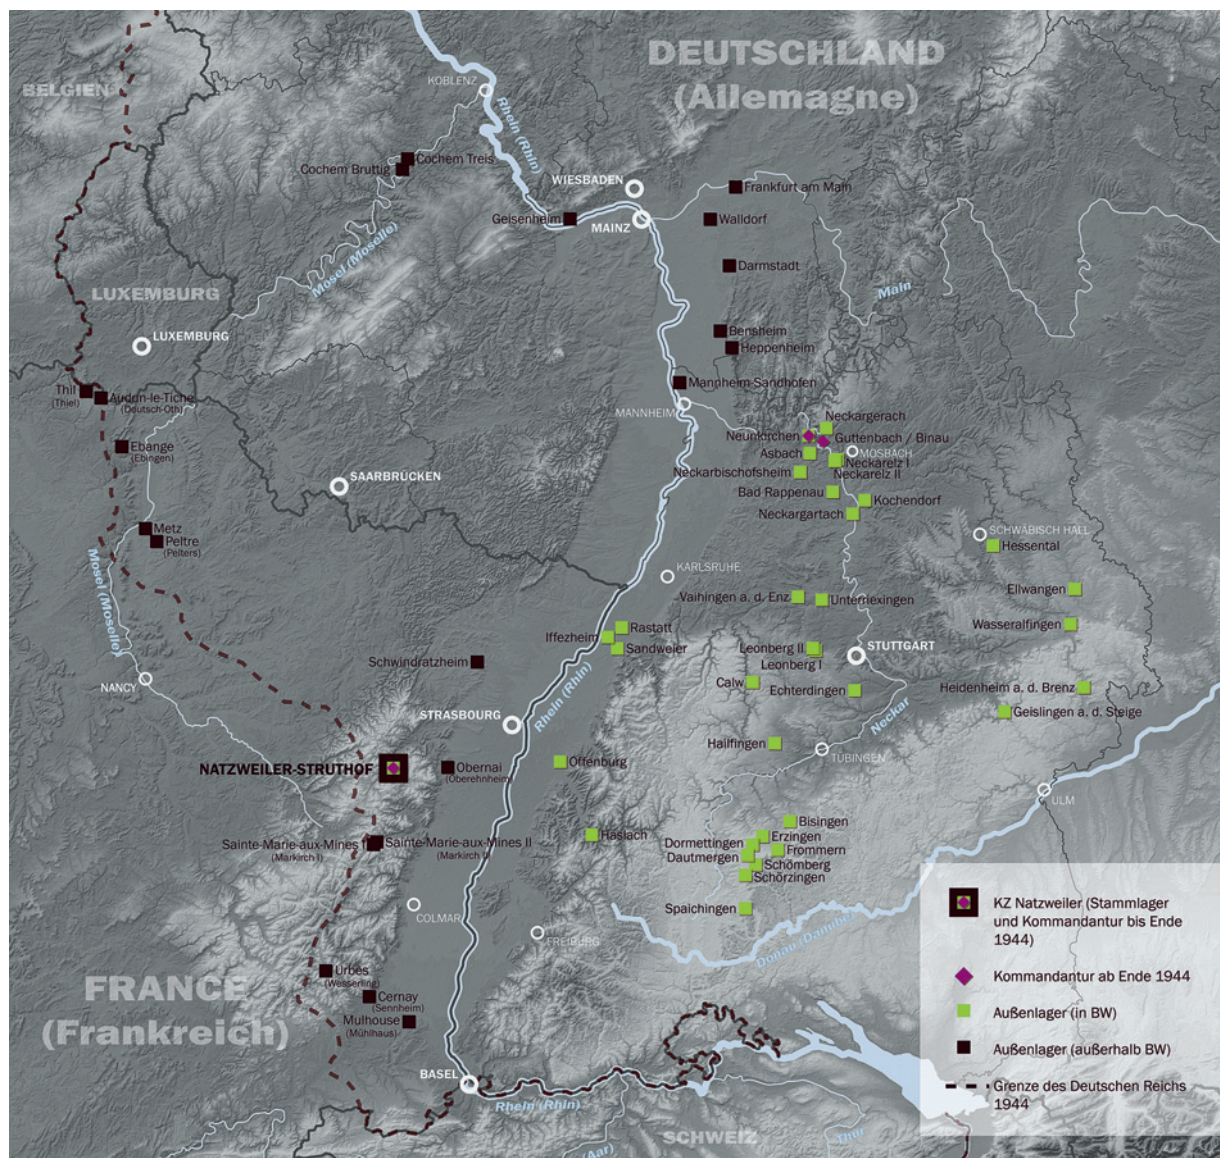 DEUTSCHLAND
(Allemagne)
BELGIEN
KOBLENZ
Rhein (Rhin)
Cochem Treis
Cochem Bruttig
WIESBADEN
Frankfurt am Main
Geisenheim
MAINZ
Walldorf
Mosel (Moselle)
Darmstadt
Main
LUXEMBURG
LUXEMBURG
Bensheim
Heppenheim
Thil
(Thiel)
Audun-le-Tiche
(Deutsch-Oth)
Mannheim-Sandhofen
MANNHEIM
Neckargerach
Neunkirchen
Guttenbach / Binau
Ebange
(Ebingen)
Asbach
MOSBACH
Neckarelz I
Neckarelz II
Neckarbischofsheim
SAARBRÜCKEN
Bad Rappenau
Kochendorf
Neckargartach
Metz
Peltre
(Pelters)
SCHWÄBISCH HALL
Hessental
Mosel (Moselle)
KARLSRUHE
Vaihingen a. d. Enz
Unterriexingen
Ellwangen
Wasseralfingen
Rastatt
Iffezheim
Sandweier
Leonberg II
Leonberg I
STUTTGART
Schwindratzheim
NANCY
Calw
Echterdingen
Heidenheim a. d. Brenz
Geislingen a. d. Steige
Rhein (Rhin)
Neckar
STRASBOURG
Hailfingen
TÜBINGEN
NATZWEILER-STRUTHOF
Obernai
(Oberehnheim)
Offenburg
ULM
Bisingen
Haslach
Erzingen
Dormettingen
Frommern
Dautmergen
Schömberg
Schörzingen
Sainte-Marie-aux-Mines I
(Markirch I)
Sainte-Marie-aux-Mines II
(Markirch II)
COLMAR
Spaichingen
FREIBURG
Donau (Danube)
Urbès
(Wesserling)
FRANCE
(Frankreich)
Cernay
(Sennheim)
Mulhouse
(Mühlhaus)
BASEL
Rhein (Rhin)
SCHWEIZ
Thur
(Aar)
KZ Natzweiler (Stammlager
und Kommandantur bis Ende
1944)
Kommandantur ab Ende 1944
Außenlager (in BW)
Außenlager (außerhalb BW)
Grenze des Deutschen Reichs
1944